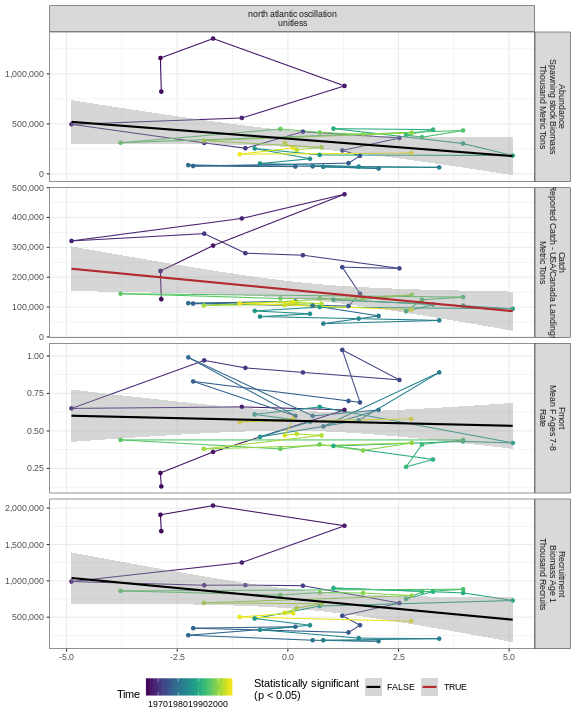 north atlantic oscillation
unitless
1,000,000
500,000
0
Abundance
Spawning stock Biomass
Thousand Metric Tons
500,000
400,000
300,000
200,000
100,000
0
Catch
Reported Catch - USA/Canada Landings
Metric Tons
1.00
0.75
0.50
0.25
Fmort
Mean F Ages 7-8
Rate
2,000,000
1,500,000
1,000,000
500,000
Recruitment
Biomass Age 1
Thousand Recruits
-5.0 -2.5 0.0 2.5 5.0
Time
1970 1980 1990 2000
Statistically significant
(p < 0.05)
FALSE
TRUE